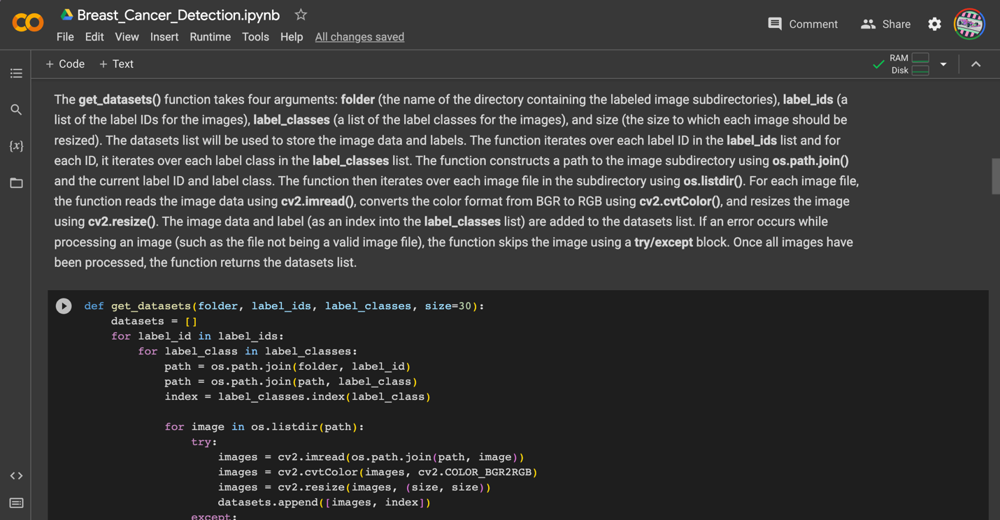 Breast_Cancer_Detection.ipynb
File Edit View Insert Runtime Tools Help All changes saved
Comment Share
+ Code + Text
RAM
Disk
The get_datasets() function takes four arguments: folder (the name of the directory containing the labeled image subdirectories), label_ids (a
list of the label IDs for the images), label_classes (a list of the label classes for the images), and size (the size to which each image should be
resized). The datasets list will be used to store the image data and labels. The function iterates over each label ID in the label_ids list and for
each ID, it iterates over each label class in the label_classes list. The function constructs a path to the image subdirectory using os.path.join()
and the current label ID and label class. The function then iterates over each image file in the subdirectory using os.listdir(). For each image file,
the function reads the image data using cv2.imread(), converts the color format from BGR to RGB using cv2.cvtColor(), and resizes the image
using cv2.resize(). The image data and label (as an index into the label_classes list) are added to the datasets list. If an error occurs while
processing an image (such as the file not being a valid image file), the function skips the image using a try/except block. Once all images have
been processed, the function returns the datasets list.
def get_datasets(folder, label_ids, label_classes, size=30):
datasets = []
for label_id in label_ids:
for label_class in label_classes:
path = os.path.join(folder, label_id)
path = os.path.join(path, label_class)
index = label_classes.index(label_class)
for image in os.listdir(path):
try:
images = cv2.imread(os.path.join(path, image))
images = cv2.cvtColor(images, cv2.COLOR_BGR2RGB)
images = cv2.resize(images, (size, size))
datasets.append([images, index])
except: